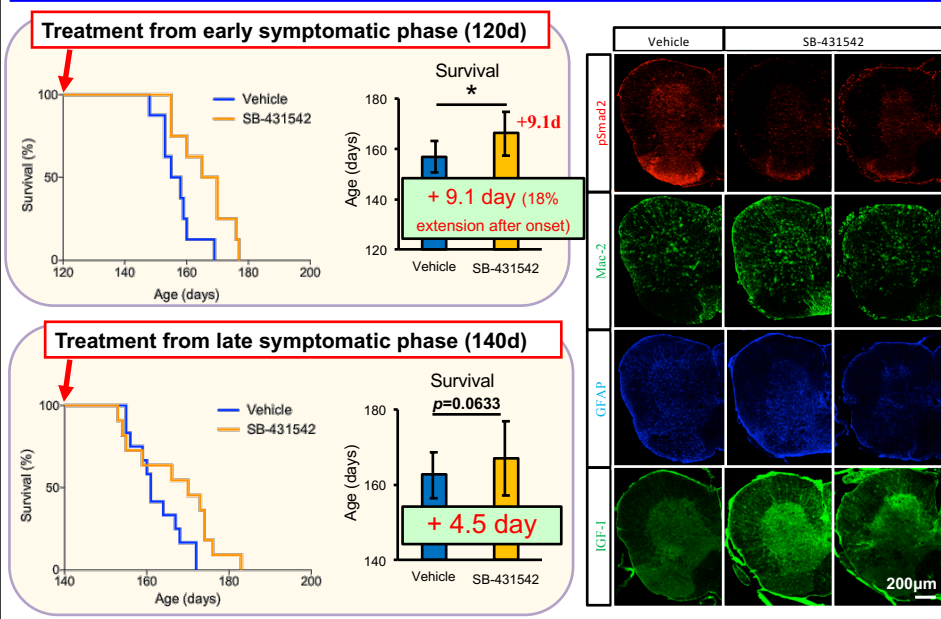 Treatment from early symptomatic phase (120d)
Survival (%)
100
50
0
120
140
160
180
200
Age (days)
Vehicle
SB-431542
Survival
*
+9.1d
Age (days)
180
160
140
120
+ 9.1 day (18%
extension after onset)
Vehicle
SB-431542
Treatment from late symptomatic phase (140d)
Survival (%)
100
50
0
140
160
180
200
Age (days)
Vehicle
SB-431542
Survival
p=0.0633
Age (days)
180
160
140
+ 4.5 day
Vehicle
SB-431542
Vehicle
SB-431542
pSmad2
Mac-2
GFAP
IGF-I
200μm